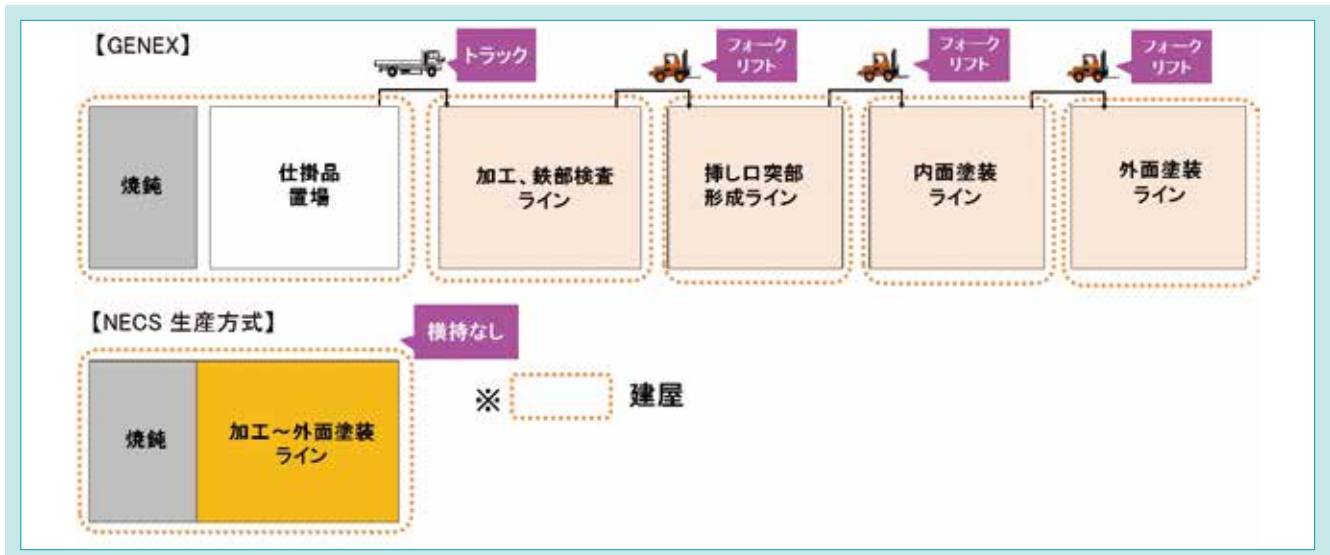 【GENEX】
トラック
フォーク
リフト
フォーク
リフト
フォーク
リフト
焼鈍
仕掛品
置場
加工、鉄部検査
ライン
挿し口突部
形成ライン
内面塗装
ライン
外面塗装
ライン
【NECS 生産方式】
横持なし
焼鈍
加工～外面塗装
ライン
※
建屋